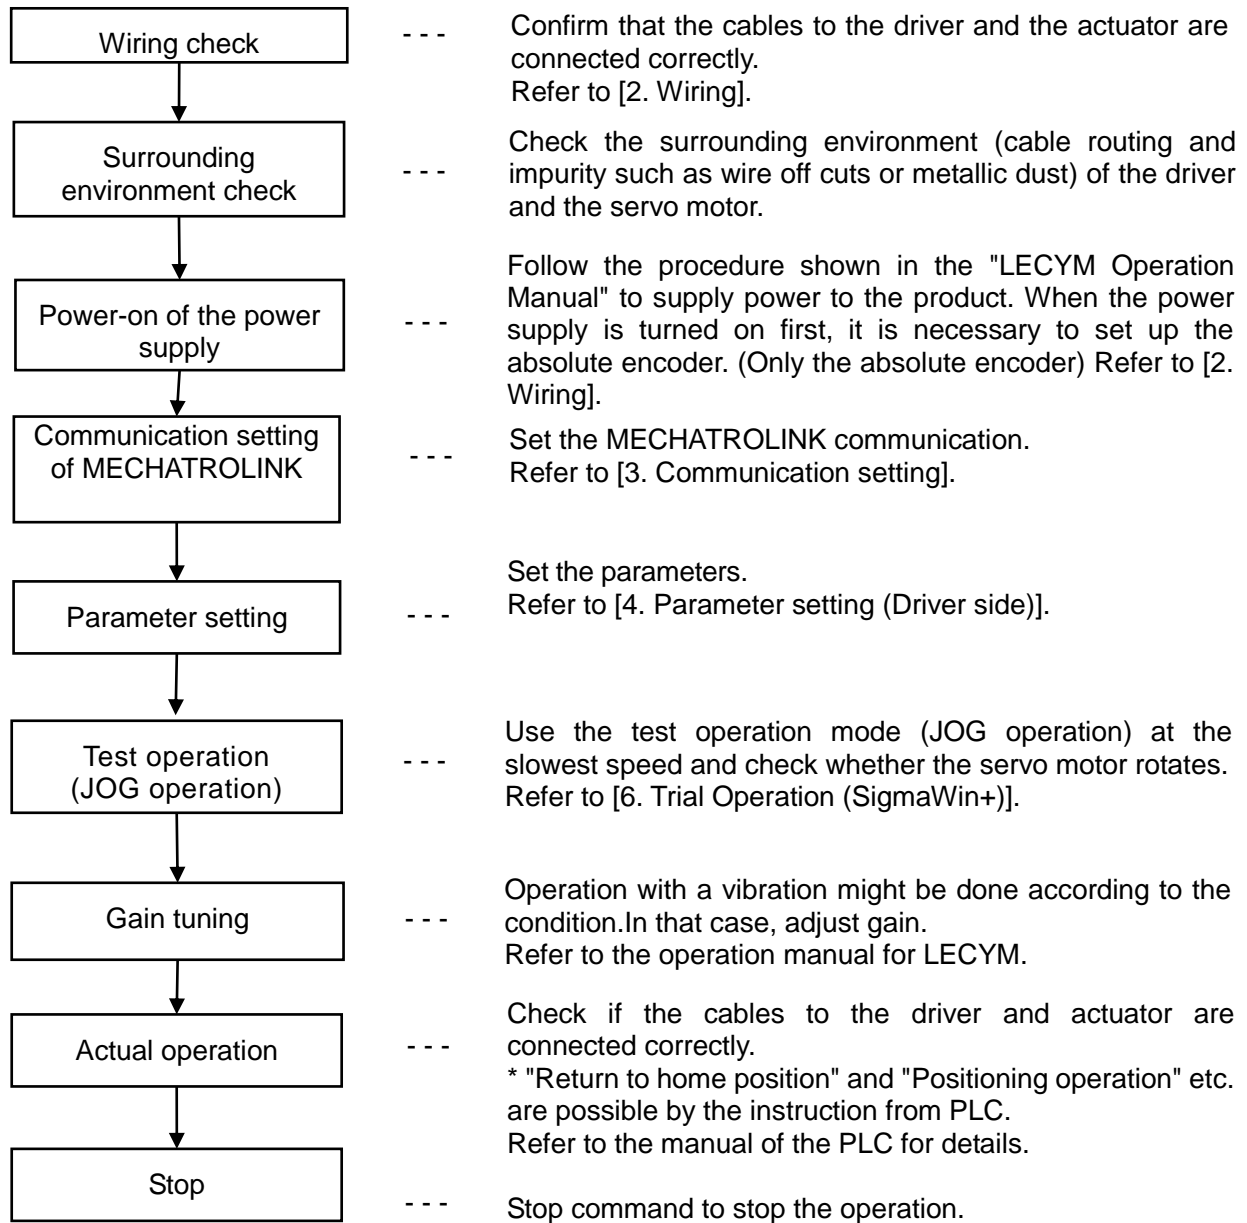 Wiring check
- - -
Confirm that the cables to the driver and the actuator are
connected correctly.
Refer to [2. Wiring].
Surrounding
environment check
- - -
Check the surrounding environment (cable routing and
impurity such as wire off cuts or metallic dust) of the driver
and the servo motor.
Power-on of the power
supply
- - -
Follow the procedure shown in the "LECYM Operation
Manual" to supply power to the product. When the power
supply is turned on first, it is necessary to set up the
absolute encoder. (Only the absolute encoder) Refer to [2.
Wiring].
Communication setting
of MECHATROLINK
- - -
Set the MECHATROLINK communication.
Refer to [3. Communication setting].
Parameter setting
- - -
Set the parameters.
Refer to [4. Parameter setting (Driver side)].
Test operation
(JOG operation)
- - -
Use the test operation mode (JOG operation) at the
slowest speed and check whether the servo motor rotates.
Refer to [6. Trial Operation (SigmaWin+)].
Gain tuning
- - -
Operation with a vibration might be done according to the
condition.In that case, adjust gain.
Refer to the operation manual for LECYM.
Actual operation
- - -
Check if the cables to the driver and actuator are
connected correctly.
* "Return to home position" and "Positioning operation" etc.
are possible by the instruction from PLC.
Refer to the manual of the PLC for details.
Stop
- - -
Stop command to stop the operation.